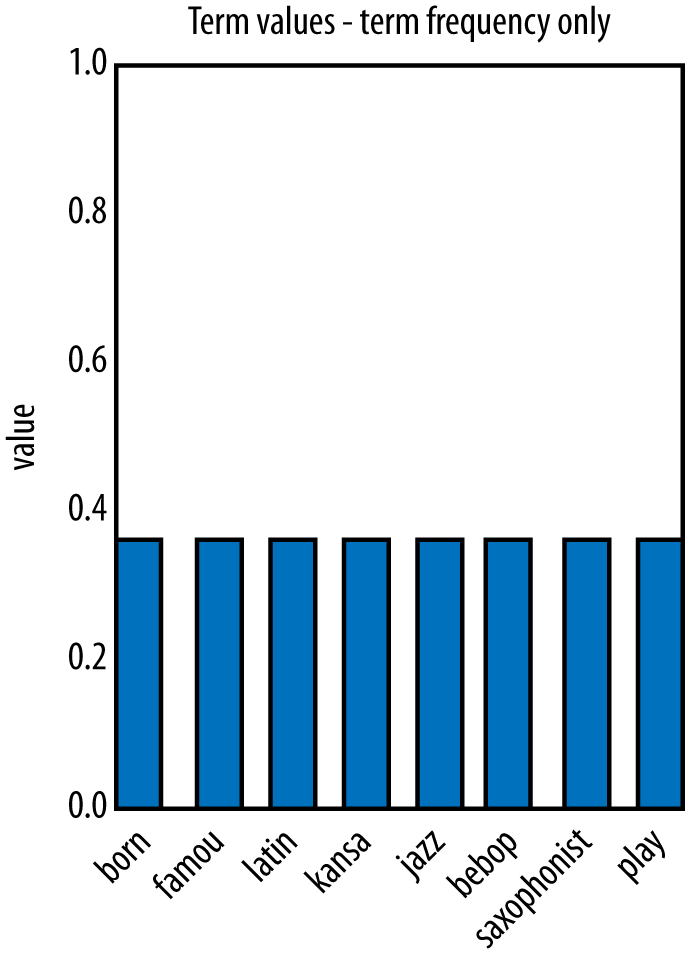 Term values - term frequency only
1.0
0.8
0.6
0.4
0.2
0.0
value
born
famou
latin
kansa
jazz
bebop
saxophonist
play